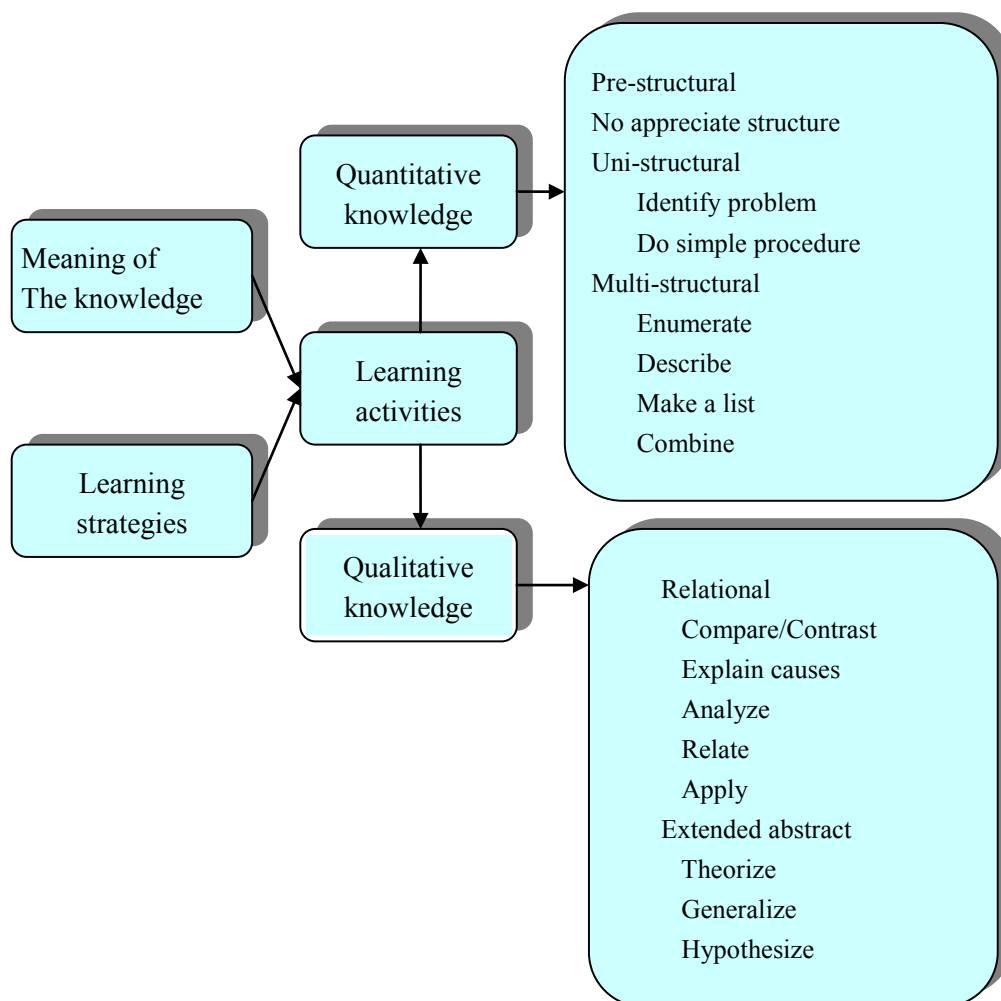 Meaning of
The knowledge
Learning
strategies
Learning
activities
Quantitative
knowledge
Pre-structural
No appreciate structure
Uni-structural
Identify problem
Do simple procedure
Multi-structural
Enumerate
Describe
Make a list
Combine
Qualitative
knowledge
Relational
Compare/Contrast
Explain causes
Analyze
Relate
Apply
Extended abstract
Theorize
Generalize
Hypothesize